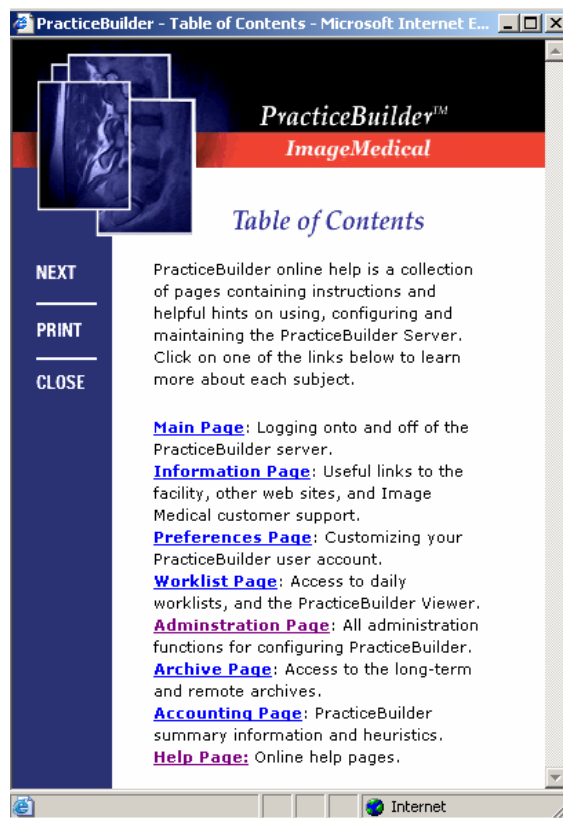 PracticeBuilder - Table of Contents - Microsoft Internet E...
PracticeBuilder™
ImageMedical
Table of Contents
NEXT
PRINT
CLOSE
PracticeBuilder online help is a collection
of pages containing instructions and
helpful hints on using, configuring and
maintaining the PracticeBuilder Server.
Click on one of the links below to learn
more about each subject.
Main Page: Logging onto and off of the
PracticeBuilder server.
Information Page: Useful links to the
facility, other web sites, and Image
Medical customer support.
Preferences Page: Customizing your
PracticeBuilder user account.
Worklist Page: Access to daily
worklists, and the PracticeBuilder Viewer.
Adminstration Page: All administration
functions for configuring PracticeBuilder.
Archive Page: Access to the long-term
and remote archives.
Accounting Page: PracticeBuilder
summary information and heuristics.
Help Page: Online help pages.
Internet